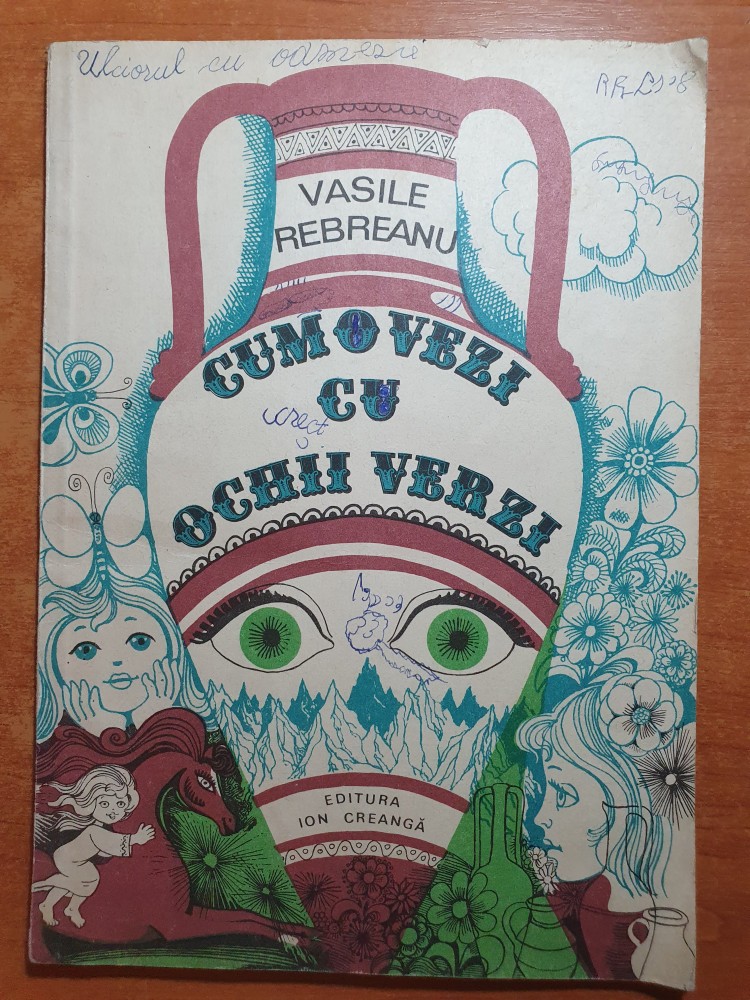 Ulciorul cu
VASILE
REBREANU
CUM O VEZI
CU
OCHII VERZI
EDITURA
ION CREANGĂ